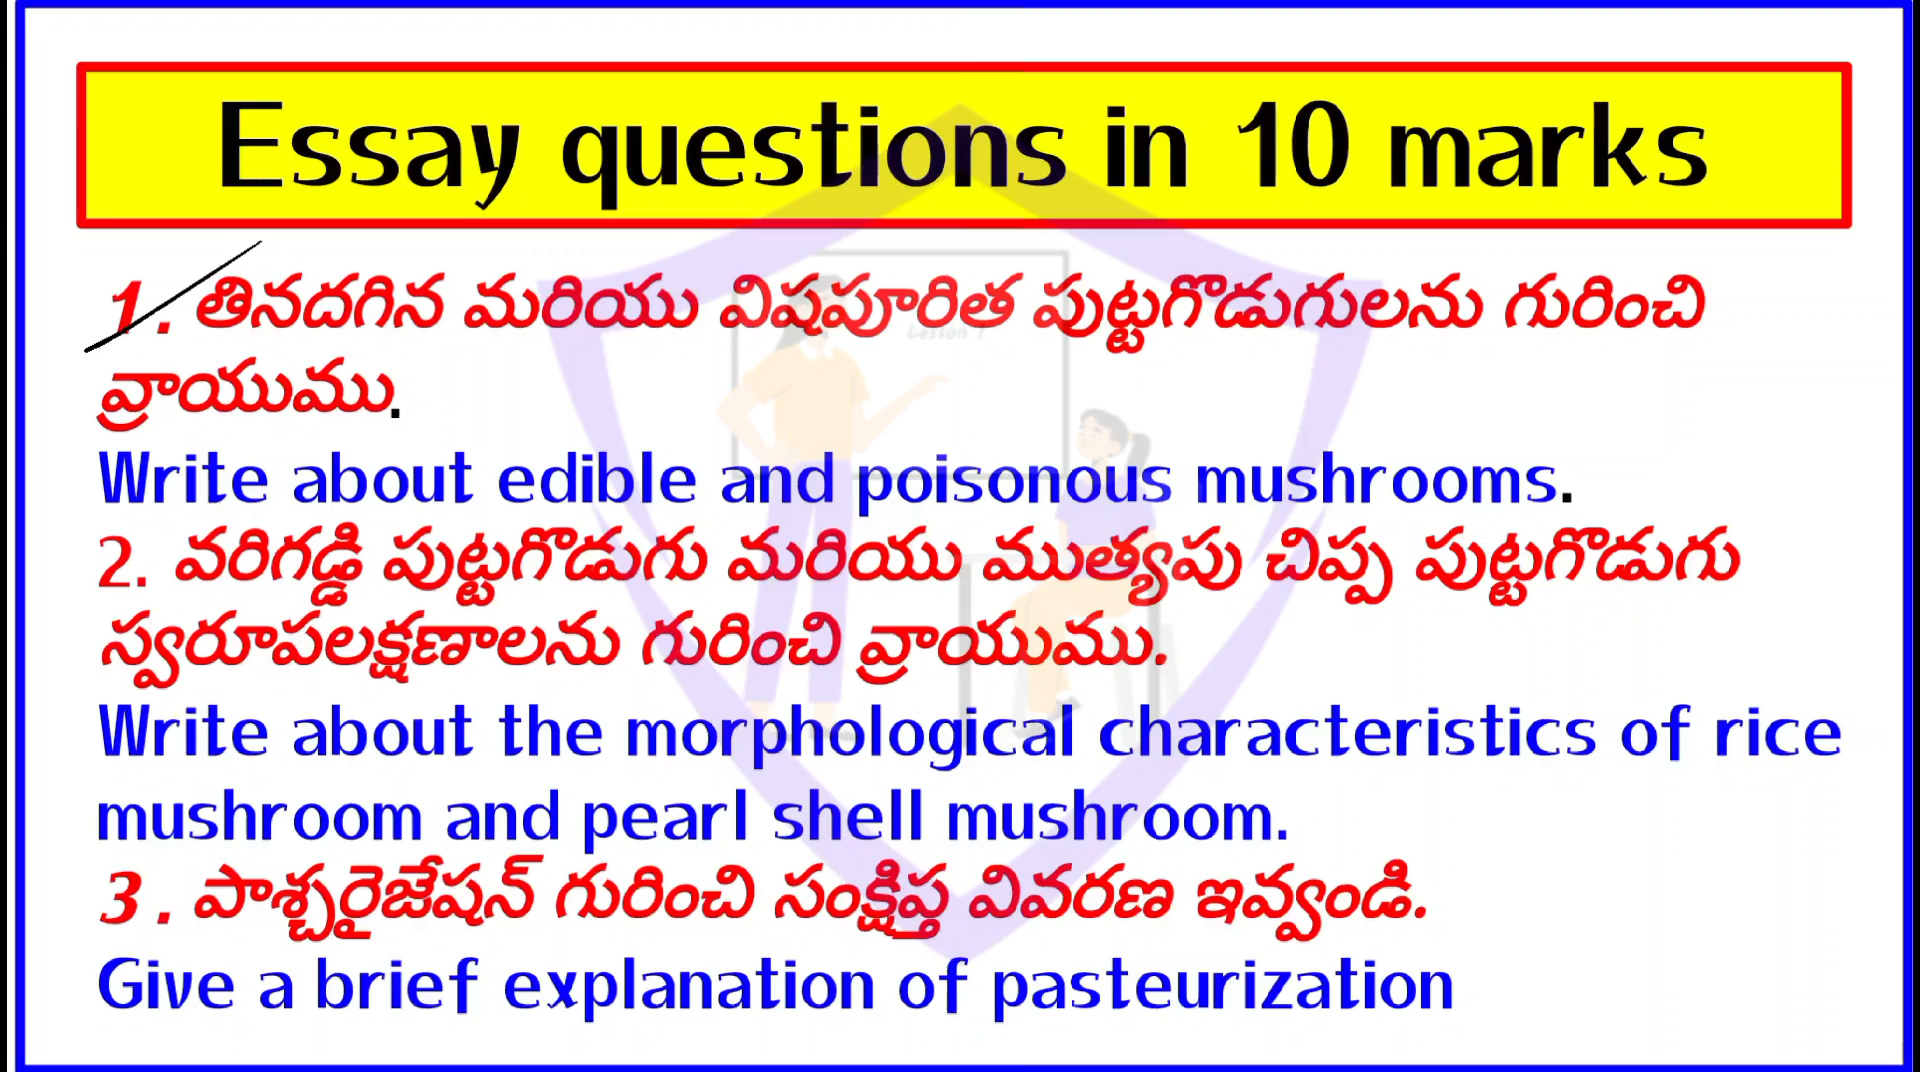 Essay questions in 10 marks
1. తినదగిన మరియు విషపూరిత పుట్టగొడుగులను గురించి
వ్రాయుము.
Write about edible and poisonous mushrooms.
2. వరిగడ్డి పుట్టగొడుగు మరియు ముత్యపు చిప్ప పుట్టగొడుగు
స్వరూపలక్షణాలను గురించి వ్రాయుము.
Write about the morphological characteristics of rice
mushroom and pearl shell mushroom.
3 . పాశ్చరైజేషన్ గురించి సంక్షిప్త వివరణ ఇవ్వండి.
Give a brief explanation of pasteurization
Lesson 1